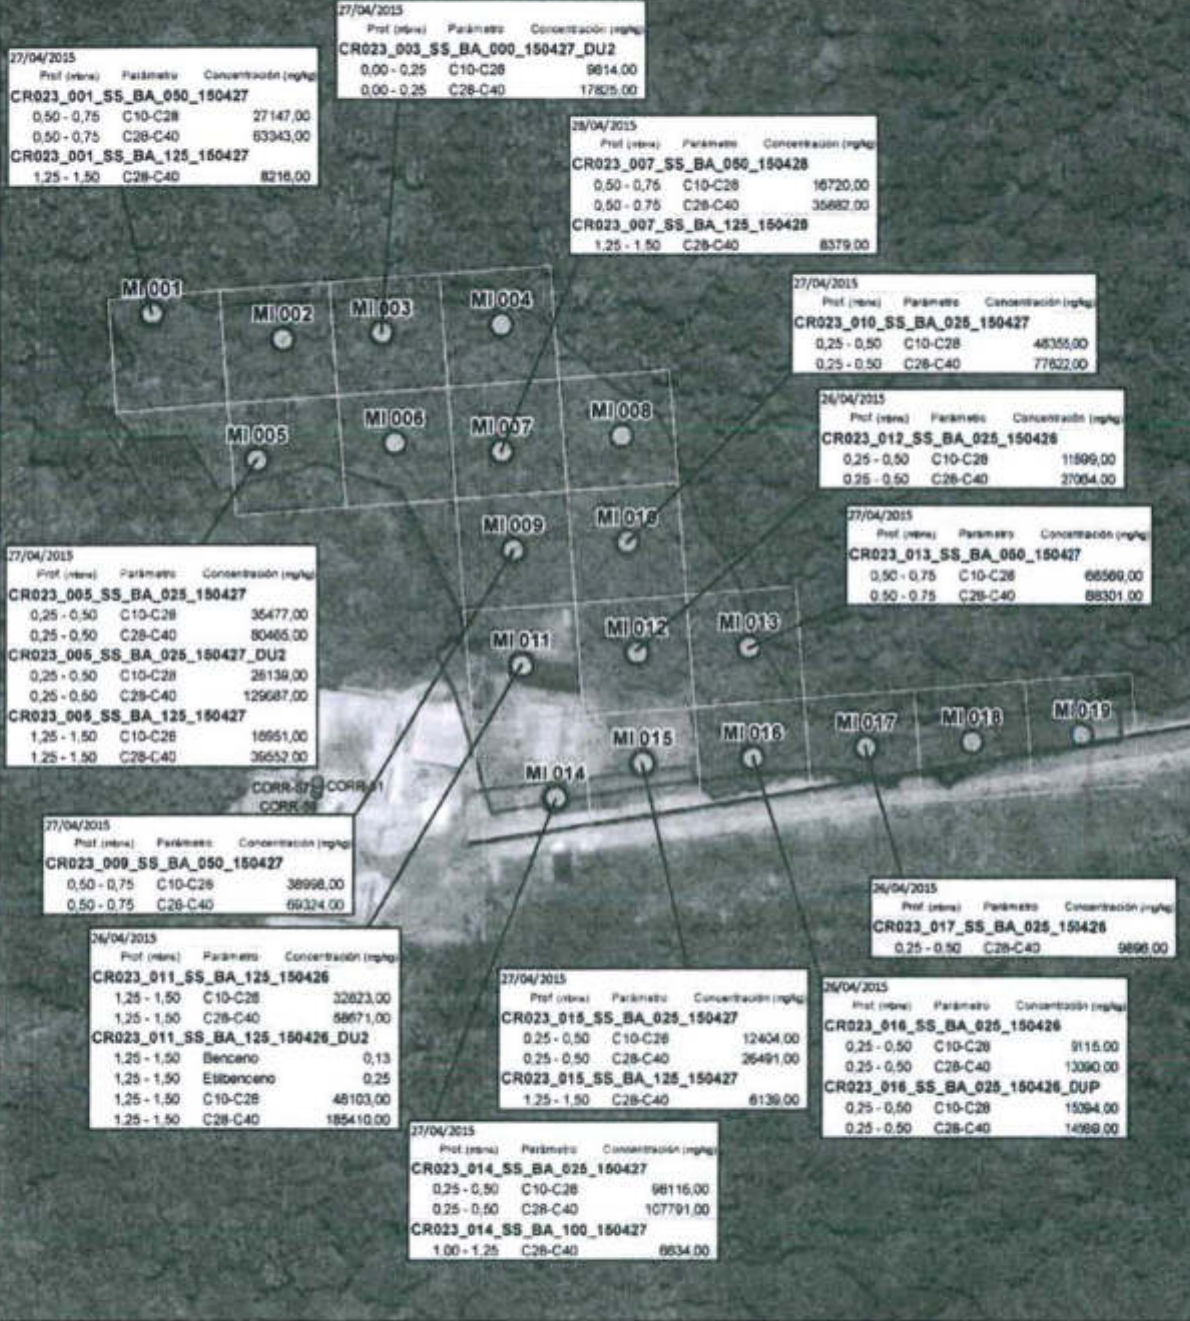 27/04/2015
Prof (mbns) Parámetro Concentración (mg/kg)
CR023_003_SS_BA_000_150427_DU2
0,00 - 0,25 C10-C28 9614,00
0,00 - 0,25 C28-C40 17825,00
27/04/2015
Prof (mbns) Parámetro Concentración (mg/kg)
CR023_001_SS_BA_050_150427
0,50 - 0,75 C10-C28 27147,00
0,50 - 0,75 C28-C40 63343,00
CR023_001_SS_BA_125_150427
1,25 - 1,50 C28-C40 8216,00
28/04/2015
Prof (mbns) Parámetro Concentración (mg/kg)
CR023_007_SS_BA_050_150428
0,50 - 0,75 C10-C28 16720,00
0,50 - 0,75 C28-C40 35682,00
CR023_007_SS_BA_125_150428
1,25 - 1,50 C28-C40 8379,00
27/04/2015
Prof (mbns) Parámetro Concentración (mg/kg)
CR023_010_SS_BA_025_150427
0,25 - 0,50 C10-C28 48355,00
0,25 - 0,50 C28-C40 77622,00
26/04/2015
Prof (mbns) Parámetro Concentración (mg/kg)
CR023_012_SS_BA_025_150426
0,25 - 0,50 C10-C28 11599,00
0,25 - 0,50 C28-C40 27064,00
27/04/2015
Prof (mbns) Parámetro Concentración (mg/kg)
CR023_013_SS_BA_050_150427
0,50 - 0,75 C10-C28 66569,00
0,50 - 0,75 C28-C40 88301,00
MI 001
MI 002
MI 003
MI 004
MI 005
MI 006
MI 007
MI 008
MI 009
MI 010
MI 011
MI 012
MI 013
MI 014
MI 015
MI 016
MI 017
MI 018
MI 019
27/04/2015
Prof (mbns) Parámetro Concentración (mg/kg)
CR023_005_SS_BA_025_150427
0,25 - 0,50 C10-C28 35477,00
0,25 - 0,50 C28-C40 80465,00
CR023_005_SS_BA_025_150427_DU2
0,25 - 0,50 C10-C28 26139,00
0,25 - 0,50 C28-C40 129687,00
CR023_005_SS_BA_125_150427
1,25 - 1,50 C10-C28 16951,00
1,25 - 1,50 C28-C40 39552,00
27/04/2015
Prof (mbns) Parámetro Concentración (mg/kg)
CR023_009_SS_BA_050_150427
0,50 - 0,75 C10-C28 38998,00
0,50 - 0,75 C28-C40 69324,00
26/04/2015
Prof (mbns) Parámetro Concentración (mg/kg)
CR023_011_SS_BA_125_150426
1,25 - 1,50 C10-C28 32823,00
1,25 - 1,50 C28-C40 58671,00
CR023_011_SS_BA_125_150426_DU2
1,25 - 1,50 Benceno 0,13
1,25 - 1,50 Etilbenceno 0,25
1,25 - 1,50 C10-C28 48103,00
1,25 - 1,50 C28-C40 185410,00
27/04/2015
Prof (mbns) Parámetro Concentración (mg/kg)
CR023_015_SS_BA_025_150427
0,25 - 0,50 C10-C28 12404,00
0,25 - 0,50 C28-C40 26491,00
CR023_015_SS_BA_125_150427
1,25 - 1,50 C28-C40 6139,00
26/04/2015
Prof (mbns) Parámetro Concentración (mg/kg)
CR023_017_SS_BA_025_150426
0,25 - 0,50 C28-C40 9896,00
26/04/2015
Prof (mbns) Parámetro Concentración (mg/kg)
CR023_016_SS_BA_025_150426
0,25 - 0,50 C10-C28 9115,00
0,25 - 0,50 C28-C40 13390,00
CR023_016_SS_BA_025_150426_DUP
0,25 - 0,50 C10-C28 15394,00
0,25 - 0,50 C28-C40
27/04/2015
Prof (mbns) Parámetro Concentración (mg/kg)
CR023_014_SS_BA_025_150427
0,25 - 0,50 C10-C28 98116,00
0,25 - 0,50 C28-C40 107791,00
CR023_014_SS_BA_100_150427
1,00 - 1,25 C28-C40 6634,00